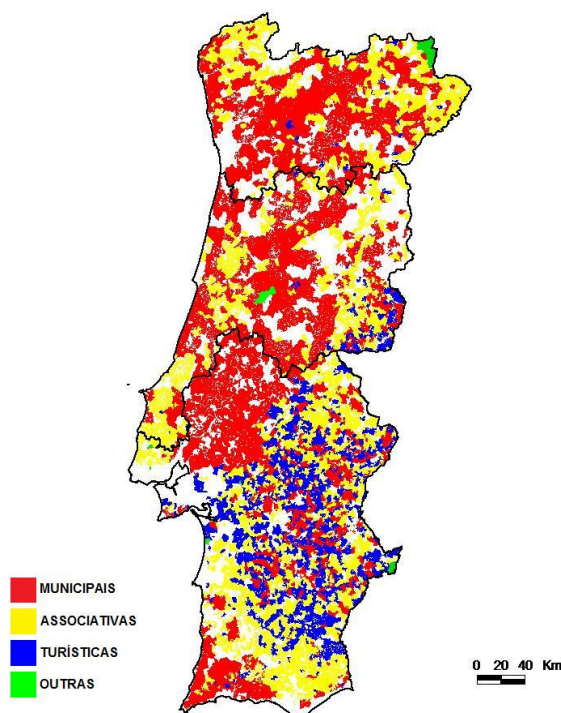 MUNICIPAIS
ASSOCIATIVAS
TURÍSTICAS
OUTRAS
0 20 40 Km